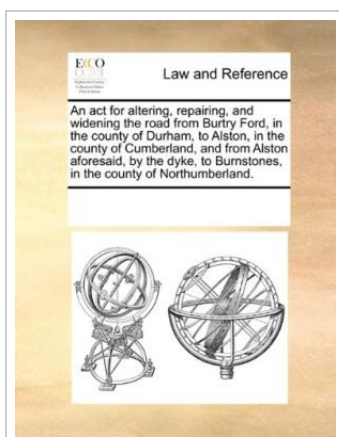 ECCO
Law and Reference
An act for altering, repairing, and
widening the road from Burtry Ford, in
the county of Durham, to Alston, in the
county of Cumberland, and from Alston
aforesaid, by the dyke, to Burnstones,
in the county of Northumberland.